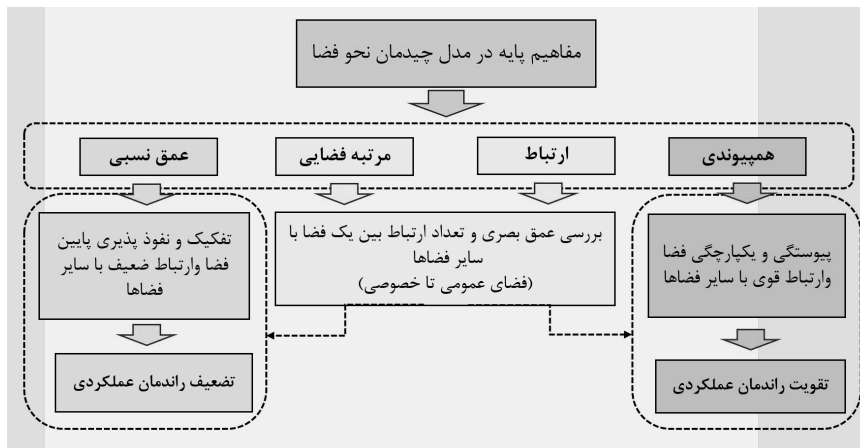 مفاهیم پایه در مدل چیدمان نحو فضا
همپیوندی
ارتباط
مرتبه فضایی
عمق نسبی
پیوستگی و یکپارچگی فضا
وارتباط قوی با سایر فضاها
بررسی عمق بصری و تعداد ارتباط بین یک فضا با
سایر فضاها
(فضای عمومی تا خصوصی)
تفکیک و نفوذ پذیری پایین
فضا وارتباط ضعیف با سایر
فضاها
تقویت راندمان عملکردی
تضعیف راندمان عملکردی